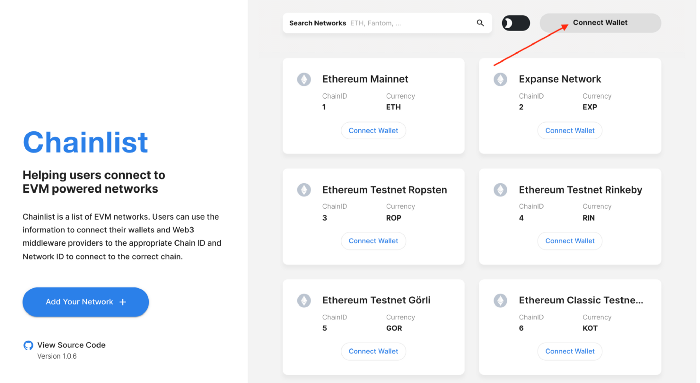 Search Networks ETH, Fantom, ...
Connect Wallet
Chainlist
Helping users connect to
EVM powered networks
Chainlist is a list of EVM networks. Users can use the
information to connect their wallets and Web3
middleware providers to the appropriate Chain ID and
Network ID to connect to the correct chain.
Add Your Network +
View Source Code
Version 1.0.6
Ethereum Mainnet
ChainID Currency
1 ETH
Connect Wallet
Expanse Network
ChainID Currency
2 EXP
Connect Wallet
Ethereum Testnet Ropsten
ChainID Currency
3 ROP
Connect Wallet
Ethereum Testnet Rinkeby
ChainID Currency
4 RIN
Connect Wallet
Ethereum Testnet Görli
ChainID Currency
5 GOR
Connect Wallet
Ethereum Classic Testne...
ChainID Currency
6 KOT
Connect Wallet